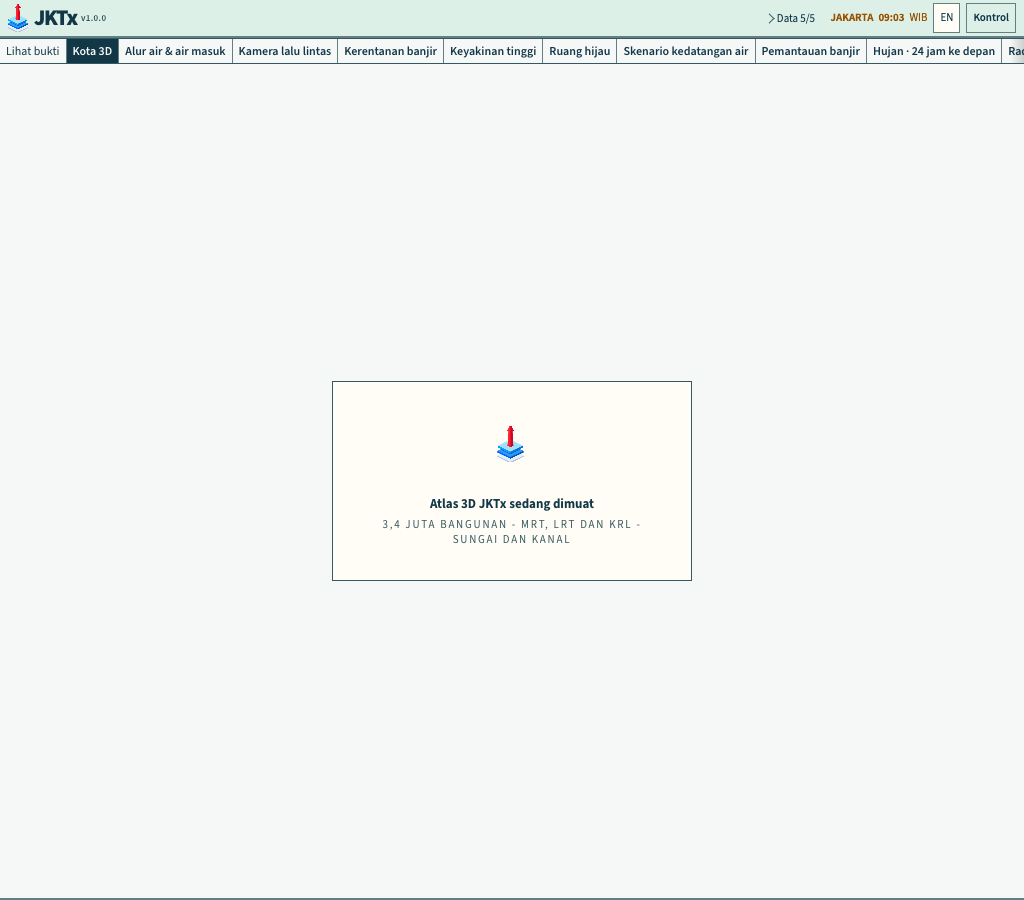 JKTx v1.0.0
Data 5/5
JAKARTA 09:03 WIB
EN
Kontrol
Lihat bukti
Kota 3D
Alur air & air masuk
Kamera lalu lintas
Kerentanan banjir
Keyakinan tinggi
Ruang hijau
Skenario kedatangan air
Pemantauan banjir
Hujan · 24 jam ke depan
Atlas 3D JKTx sedang dimuat
3,4 JUTA BANGUNAN - MRT, LRT DAN KRL -
SUNGAI DAN KANAL